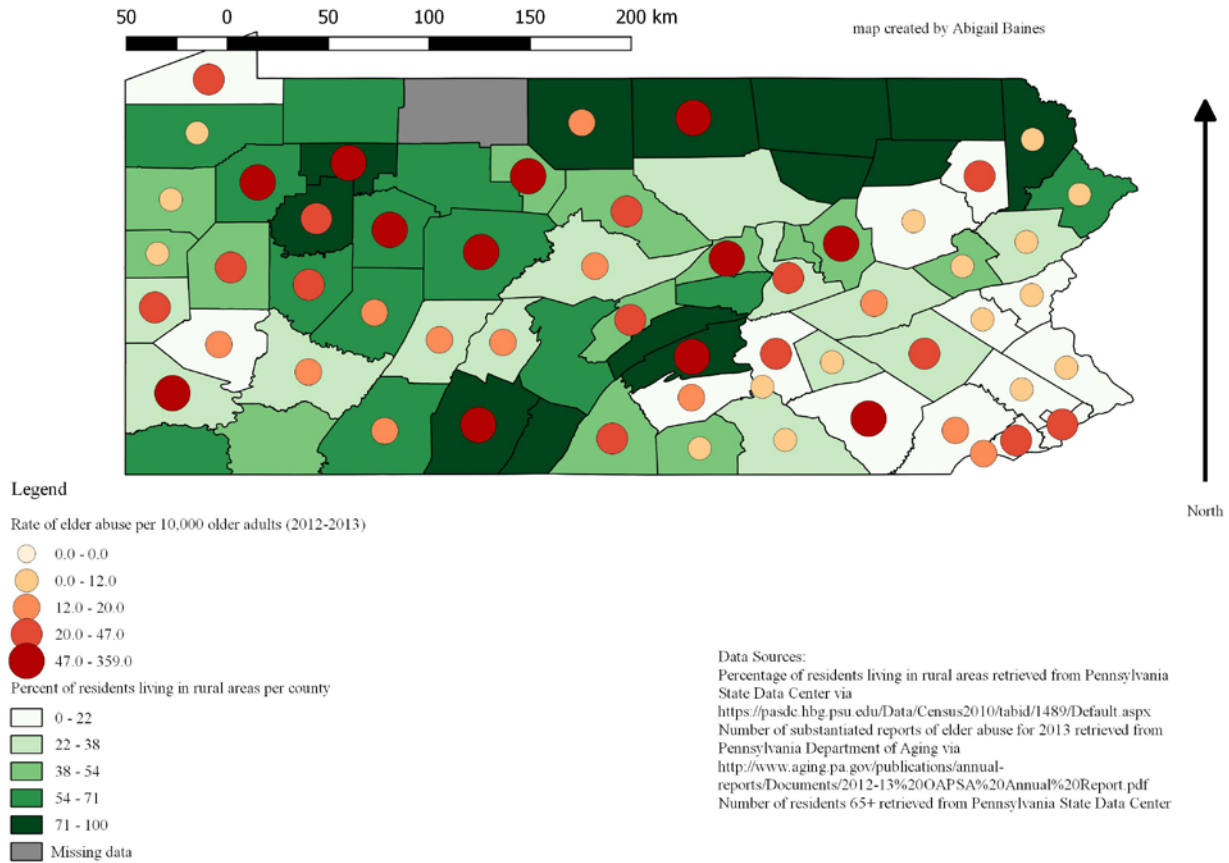 50 0 50 100 150 200 km
map created by Abigail Baines
North
Legend
Rate of elder abuse per 10,000 older adults (2012-2013)
0.0 - 0.0
0.0 - 12.0
12.0 - 20.0
20.0 - 47.0
47.0 - 359.0
Percent of residents living in rural areas per county
0 - 22
22 - 38
38 - 54
54 - 71
71 - 100
Missing data
Data Sources:
Percentage of residents living in rural areas retrieved from Pennsylvania
State Data Center via
https://pasdc.hbg.psu.edu/Data/Census2010/tabid/1489/Default.aspx
Number of substantiated reports of elder abuse for 2013 retrieved from
Pennsylvania Department of Aging via
http://www.aging.pa.gov/publications/annual-
reports/Documents/2012-13%20OAPSA%20Annual%20Report.pdf
Number of residents 65+ retrieved from Pennsylvania State Data Center